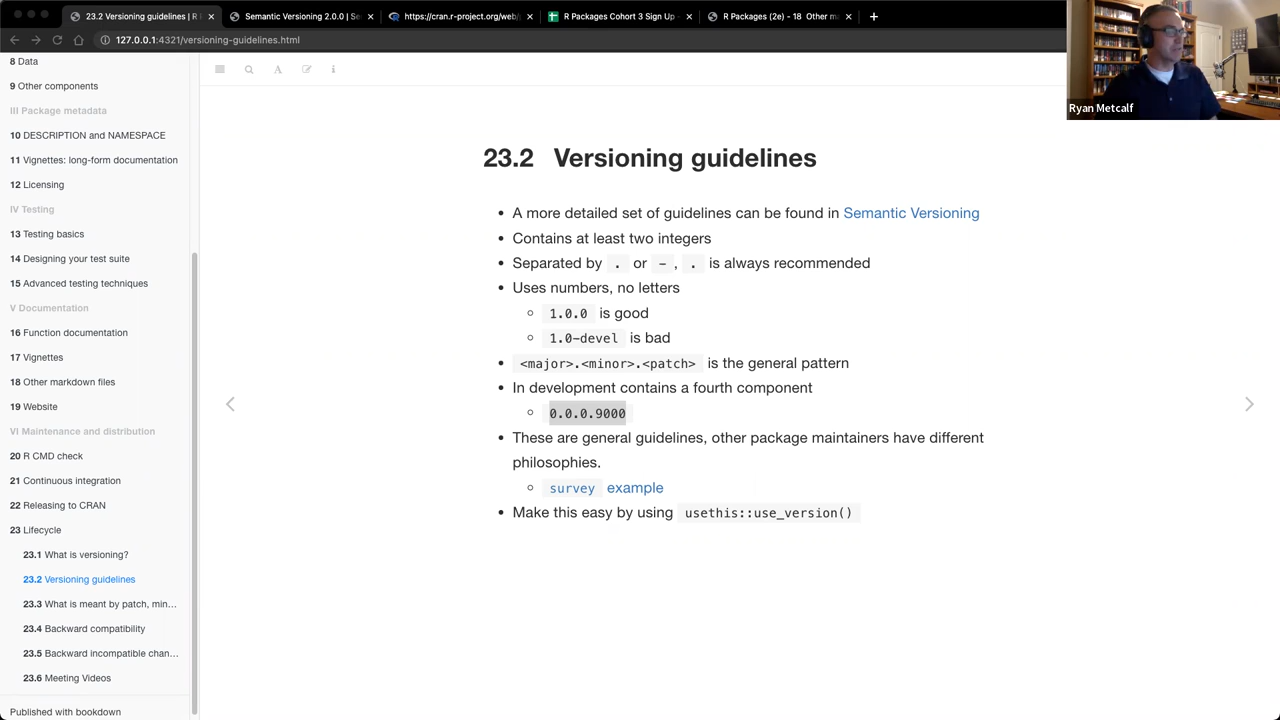 23.2 Versioning guidelines | R
Semantic Versioning 2.0.0 | Se
https://cran.r-project.org/web/
R Packages Cohort 3 Sign Up -
R Packages (2e) - 18 Other ma
127.0.0.1:4321/versioning-guidelines.html
Ryan Metcalf
8 Data
9 Other components
III Package metadata
10 DESCRIPTION and NAMESPACE
11 Vignettes: long-form documentation
12 Licensing
IV Testing
13 Testing basics
14 Designing your test suite
15 Advanced testing techniques
V Documentation
16 Function documentation
17 Vignettes
18 Other markdown files
19 Website
VI Maintenance and distribution
20 R CMD check
21 Continuous integration
22 Releasing to CRAN
23 Lifecycle
23.1 What is versioning?
23.2 Versioning guidelines
23.3 What is meant by patch, min…
23.4 Backward compatibility
23.5 Backward incompatible chan…
23.6 Meeting Videos
Published with bookdown
23.2 Versioning guidelines
A more detailed set of guidelines can be found in Semantic Versioning
Contains at least two integers
Separated by . or -, . is always recommended
Uses numbers, no letters
1.0.0 is good
1.0-devel is bad
<major>.<minor>.<patch> is the general pattern
In development contains a fourth component
0.0.0.9000
These are general guidelines, other package maintainers have different
philosophies.
survey example
Make this easy by using usethis::use_version()